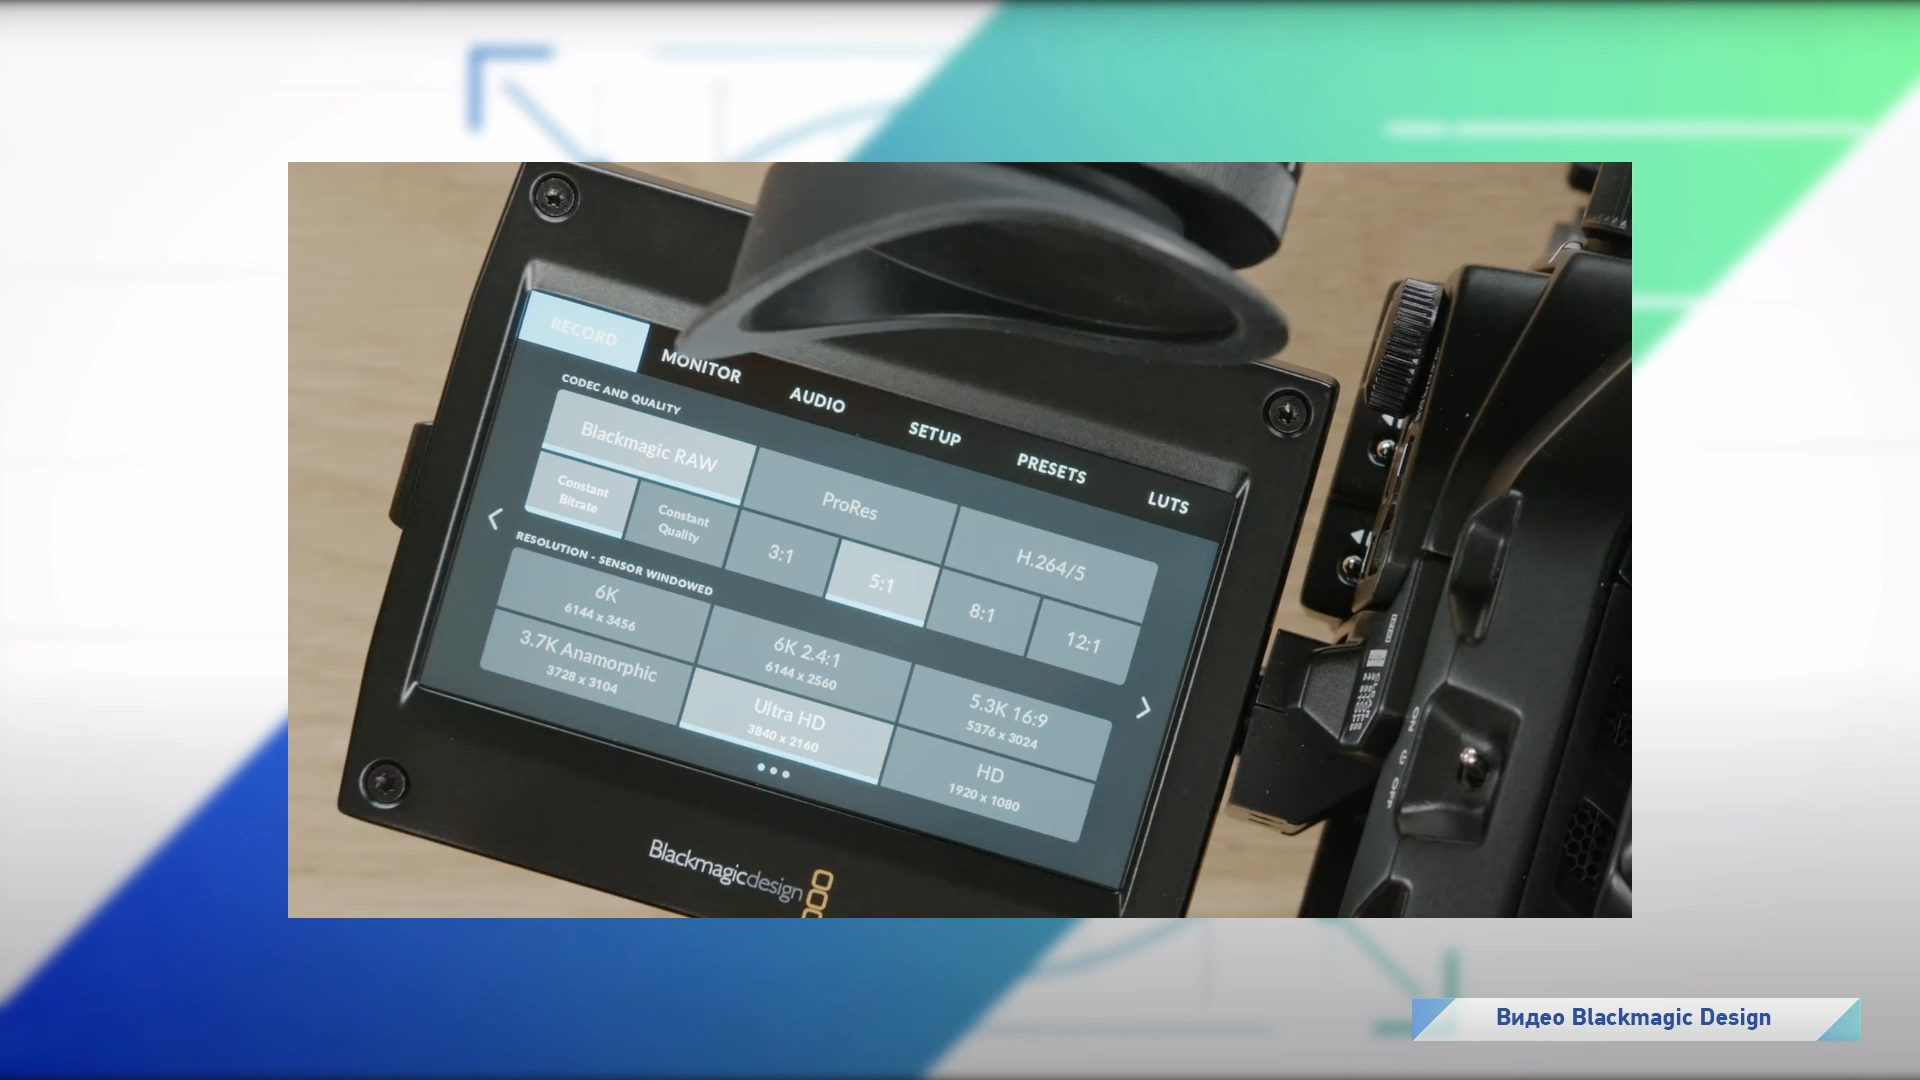 RECORD
MONITOR
AUDIO
SETUP
PRESETS
LUTS
CODEC AND QUALITY
Blackmagic RAW
ProRes
H.264/5
Constant
Bitrate
Constant
Quality
3:1
5:1
8:1
12:1
RESOLUTION - SENSOR WINDOWED
6K
6144 x 3456
6K 2.4:1
6144 x 2560
5.3K 16:9
5376 x 3024
3.7K Anamorphic
3728 x 3104
Ultra HD
3840 x 2160
HD
1920 x 1080
Blackmagicdesign
ON
OFF
Видео Blackmagic Design